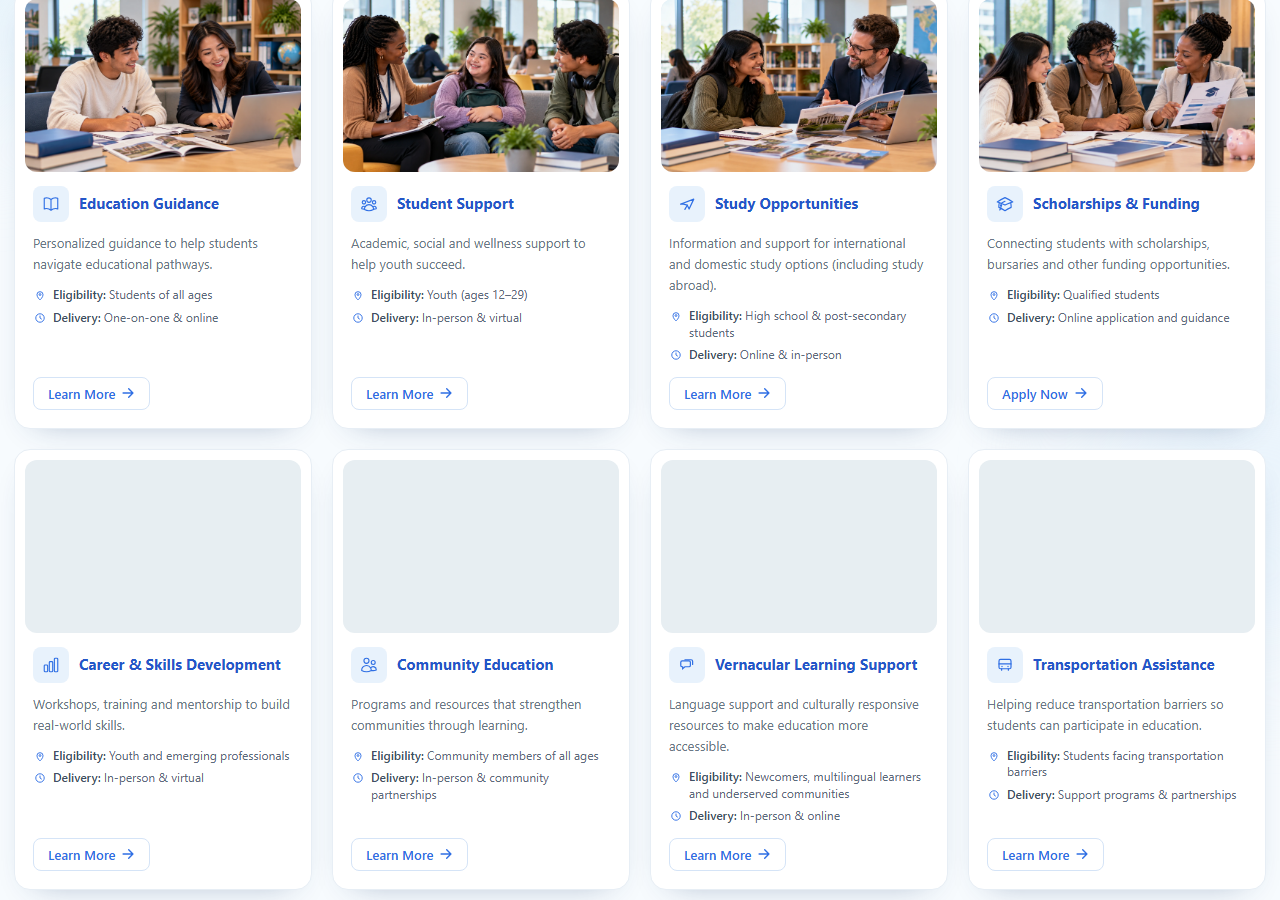 Education Guidance
Personalized guidance to help students
navigate educational pathways.
Eligibility: Students of all ages
Delivery: One-on-one & online
Learn More
Student Support
Academic, social and wellness support to
help youth succeed.
Eligibility: Youth (ages 12–29)
Delivery: In-person & virtual
Learn More
Study Opportunities
Information and support for international
and domestic study options (including study
abroad).
Eligibility: High school & post-secondary
students
Delivery: Online & in-person
Learn More
Scholarships & Funding
Connecting students with scholarships,
bursaries and other funding opportunities.
Eligibility: Qualified students
Delivery: Online application and guidance
Apply Now
Career & Skills Development
Workshops, training and mentorship to build
real-world skills.
Eligibility: Youth and emerging professionals
Delivery: In-person & virtual
Learn More
Community Education
Programs and resources that strengthen
communities through learning.
Eligibility: Community members of all ages
Delivery: In-person & community
partnerships
Learn More
Vernacular Learning Support
Language support and culturally responsive
resources to make education more
accessible.
Eligibility: Newcomers, multilingual learners
and underserved communities
Delivery: In-person & online
Learn More
Transportation Assistance
Helping reduce transportation barriers so
students can participate in education.
Eligibility: Students facing transportation
barriers
Delivery: Support programs & partnerships
Learn More